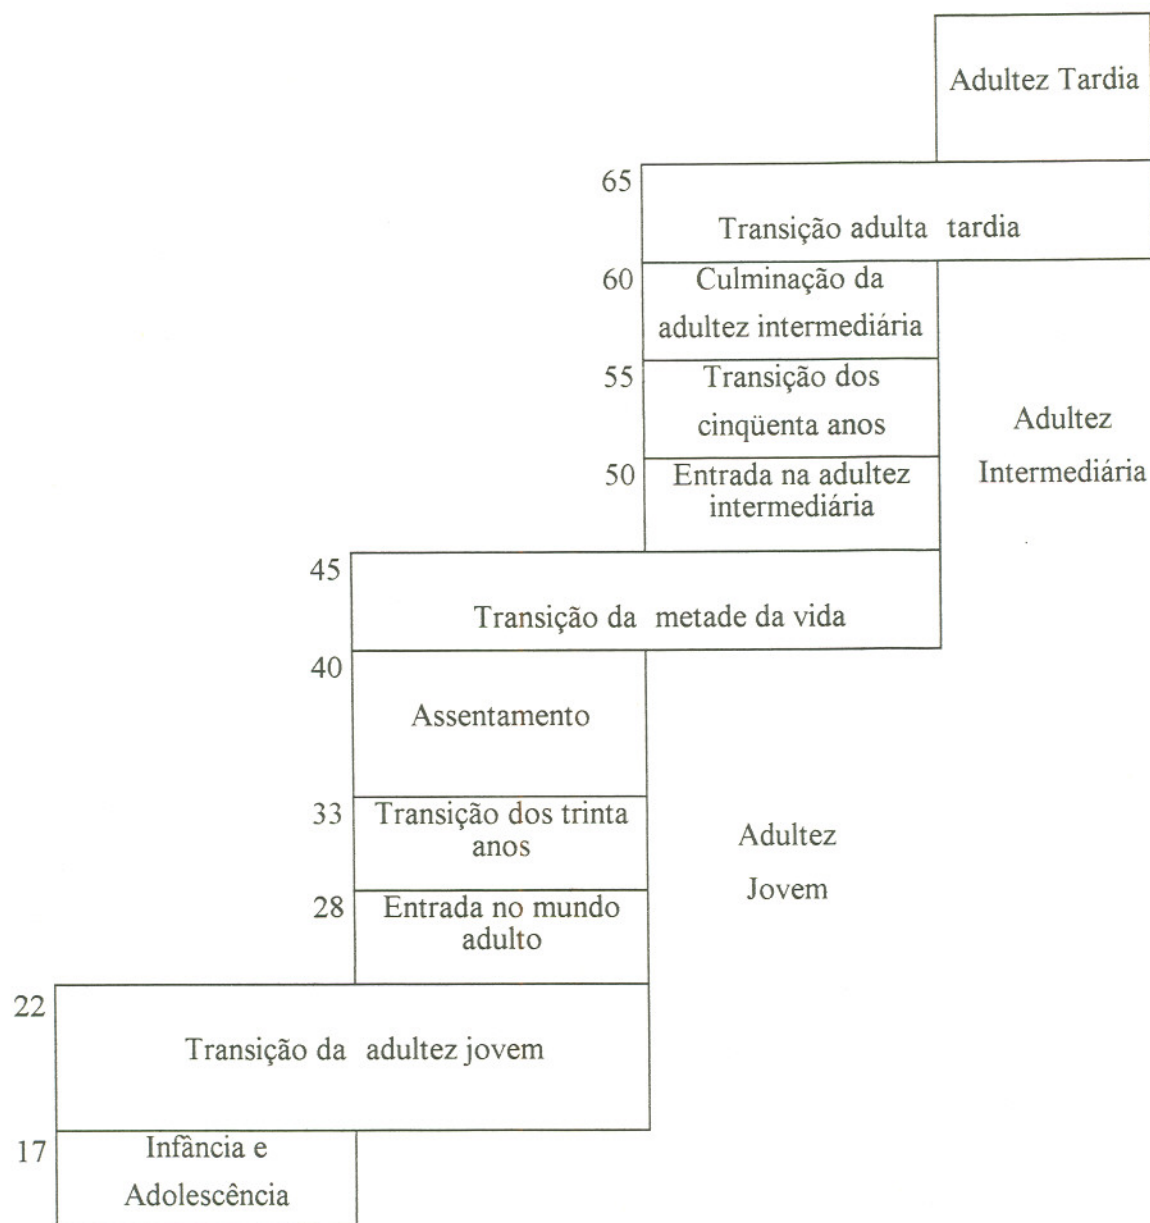 Adultez Tardia
65
Transição adulta tardia
60
Culminação da
adultez intermediária
55
Transição dos
cinqüenta anos
Adultez
Intermediária
50
Entrada na adultez
intermediária
45
Transição da metade da vida
40
Assentamento
33
Transição dos trinta
anos
Adultez
Jovem
28
Entrada no mundo
adulto
22
Transição da adultez jovem
17
Infância e
Adolescência